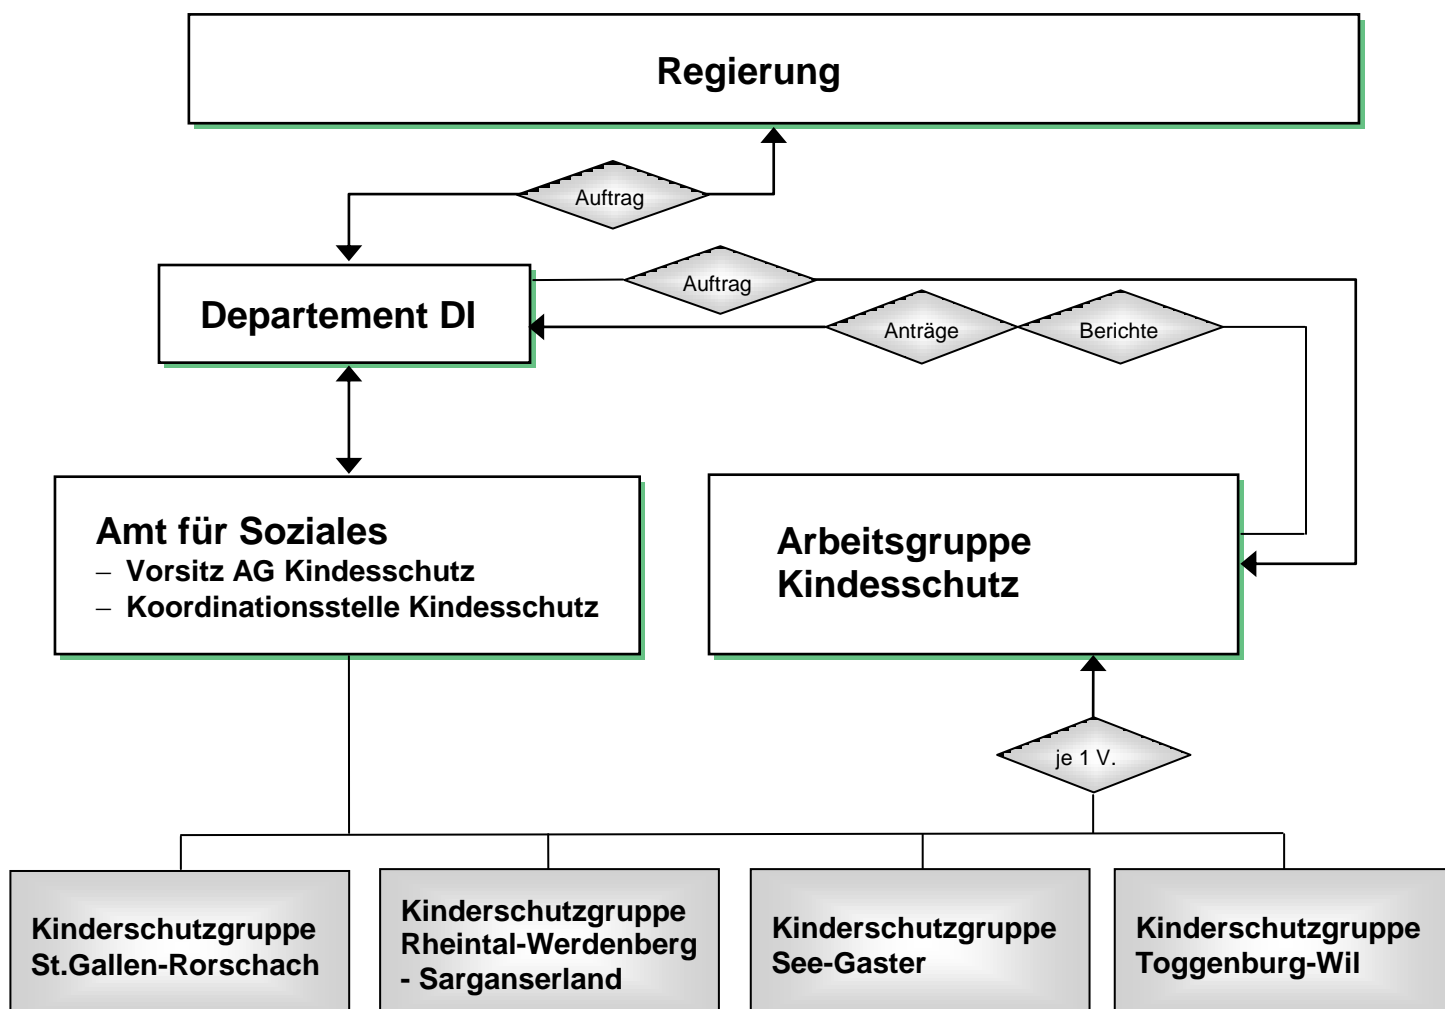 Regierung
Auftrag
Auftrag
Departement DI
Anträge
Berichte
Amt für Soziales
– Vorsitz AG Kindesschutz
– Koordinationsstelle Kindesschutz
Arbeitsgruppe
Kindesschutz
je 1 V.
Kinderschutzgruppe
St.Gallen-Rorschach
Kinderschutzgruppe
Rheintal-Werdenberg
- Sarganserland
Kinderschutzgruppe
See-Gaster
Kinderschutzgruppe
Toggenburg-Wil